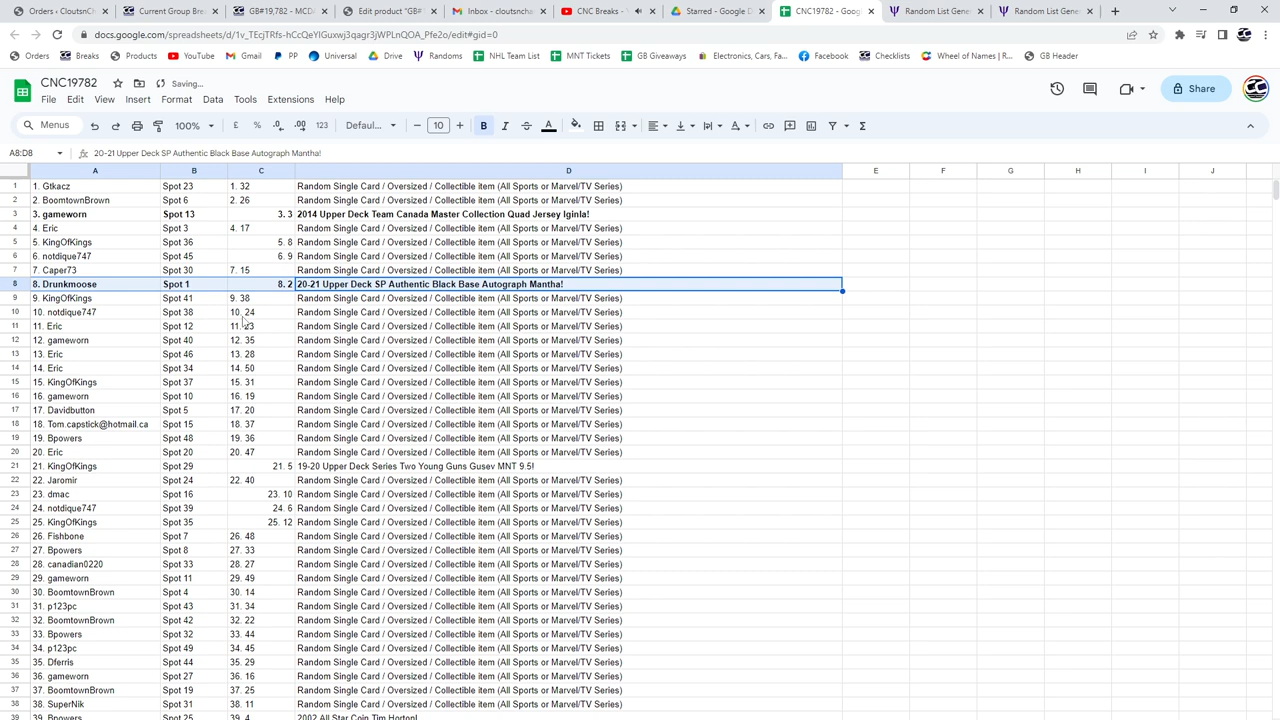 Orders ‹ CloutsnCh
Current Group Break
GB#19,782 - MCD
Edit product "GB#
Inbox - cloutsnch
CNC Breaks -
Starred - Google D
CNC19782 - Goog
Random List Gene
Random List Gene
docs.google.com/spreadsheets/d/1v_TEcjTRfs-hCcQeYIGuxwj3qagr3jWPLnQOA_Pfe2o/edit#gid=0
Orders Breaks Products YouTube Gmail PP Universal Drive Randoms NHL Team List MNT Tickets GB Giveaways Electronics, Cars, Fa... Facebook Checklists Wheel of Names | R... GB Header
CNC19782 Saving...
File Edit View Insert Format Data Tools Extensions Help
Share
Menus 100% £ % .0 .00 123 Defaul... 10 B I A
A8:D8 20-21 Upper Deck SP Authentic Black Base Autograph Mantha!
A B C D E F G H I J
1 1. Gtkacz Spot 23 1. 32 Random Single Card / Oversized / Collectible item (All Sports or Marvel/TV Series)
2 2. BoomtownBrown Spot 6 2. 26 Random Single Card / Oversized / Collectible item (All Sports or Marvel/TV Series)
3 3. gameworn Spot 13 3. 3 2014 Upper Deck Team Canada Master Collection Quad Jersey Iginla!
4 4. Eric Spot 3 4. 17 Random Single Card / Oversized / Collectible item (All Sports or Marvel/TV Series)
5 5. KingOfKings Spot 36 5. 8 Random Single Card / Oversized / Collectible item (All Sports or Marvel/TV Series)
6 6. notdique747 Spot 45 6. 9 Random Single Card / Oversized / Collectible item (All Sports or Marvel/TV Series)
7 7. Caper73 Spot 30 7. 15 Random Single Card / Oversized / Collectible item (All Sports or Marvel/TV Series)
8 8. Drunkmoose Spot 1 8. 2 20-21 Upper Deck SP Authentic Black Base Autograph Mantha!
9 9. KingOfKings Spot 41 9. 38 Random Single Card / Oversized / Collectible item (All Sports or Marvel/TV Series)
10 10. notdique747 Spot 38 10. 24 Random Single Card / Oversized / Collectible item (All Sports or Marvel/TV Series)
11 11. Eric Spot 12 11. 23 Random Single Card / Oversized / Collectible item (All Sports or Marvel/TV Series)
12 12. gameworn Spot 40 12. 35 Random Single Card / Oversized / Collectible item (All Sports or Marvel/TV Series)
13 13. Eric Spot 46 13. 28 Random Single Card / Oversized / Collectible item (All Sports or Marvel/TV Series)
14 14. Eric Spot 34 14. 50 Random Single Card / Oversized / Collectible item (All Sports or Marvel/TV Series)
15 15. KingOfKings Spot 37 15. 31 Random Single Card / Oversized / Collectible item (All Sports or Marvel/TV Series)
16 16. gameworn Spot 10 16. 19 Random Single Card / Oversized / Collectible item (All Sports or Marvel/TV Series)
17 17. Davidbutton Spot 5 17. 20 Random Single Card / Oversized / Collectible item (All Sports or Marvel/TV Series)
18 18. Tom.capstick@hotmail.ca Spot 15 18. 37 Random Single Card / Oversized / Collectible item (All Sports or Marvel/TV Series)
19 19. Bpowers Spot 48 19. 36 Random Single Card / Oversized / Collectible item (All Sports or Marvel/TV Series)
20 20. Eric Spot 20 20. 47 Random Single Card / Oversized / Collectible item (All Sports or Marvel/TV Series)
21 21. KingOfKings Spot 29 21. 5 19-20 Upper Deck Series Two Young Guns Gusev MNT 9.5!
22 22. Jaromir Spot 24 22. 40 Random Single Card / Oversized / Collectible item (All Sports or Marvel/TV Series)
23 23. dmac Spot 16 23. 10 Random Single Card / Oversized / Collectible item (All Sports or Marvel/TV Series)
24 24. notdique747 Spot 39 24. 6 Random Single Card / Oversized / Collectible item (All Sports or Marvel/TV Series)
25 25. KingOfKings Spot 35 25. 12 Random Single Card / Oversized / Collectible item (All Sports or Marvel/TV Series)
26 26. Fishbone Spot 7 26. 48 Random Single Card / Oversized / Collectible item (All Sports or Marvel/TV Series)
27 27. Bpowers Spot 8 27. 33 Random Single Card / Oversized / Collectible item (All Sports or Marvel/TV Series)
28 28. canadian0220 Spot 33 28. 27 Random Single Card / Oversized / Collectible item (All Sports or Marvel/TV Series)
29 29. gameworn Spot 11 29. 49 Random Single Card / Oversized / Collectible item (All Sports or Marvel/TV Series)
30 30. BoomtownBrown Spot 4 30. 14 Random Single Card / Oversized / Collectible item (All Sports or Marvel/TV Series)
31 31. p123pc Spot 43 31. 34 Random Single Card / Oversized / Collectible item (All Sports or Marvel/TV Series)
32 32. BoomtownBrown Spot 42 32. 22 Random Single Card / Oversized / Collectible item (All Sports or Marvel/TV Series)
33 33. Bpowers Spot 32 33. 44 Random Single Card / Oversized / Collectible item (All Sports or Marvel/TV Series)
34 34. p123pc Spot 49 34. 45 Random Single Card / Oversized / Collectible item (All Sports or Marvel/TV Series)
35 35. Dferris Spot 44 35. 29 Random Single Card / Oversized / Collectible item (All Sports or Marvel/TV Series)
36 36. gameworn Spot 27 36. 16 Random Single Card / Oversized / Collectible item (All Sports or Marvel/TV Series)
37 37. BoomtownBrown Spot 19 37. 25 Random Single Card / Oversized / Collectible item (All Sports or Marvel/TV Series)
38 38. SuperNik Spot 31 38. 11 Random Single Card / Oversized / Collectible item (All Sports or Marvel/TV Series)
39 39. Bpowers Spot 25 39. 4 2002 All Star Coin Tim Horton!